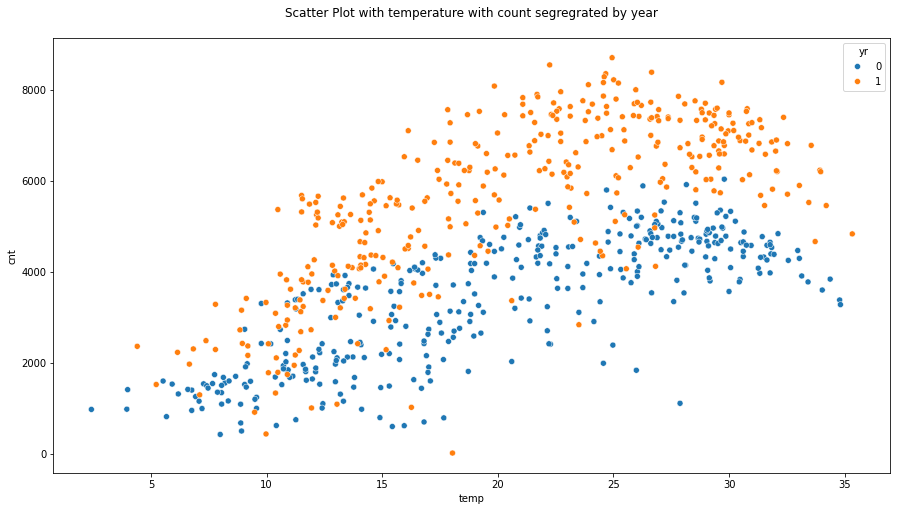 Scatter Plot with temperature with count segregrated by year
yr
0
1
8000
6000
4000
2000
0
cnt
5 10 15 20 25 30 35
temp